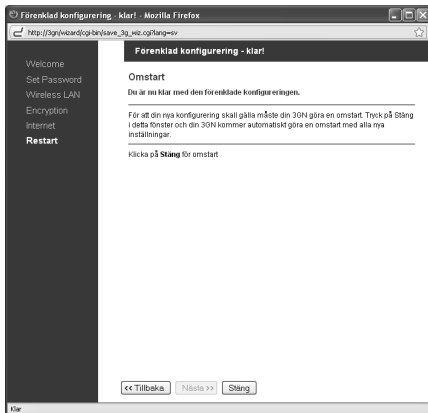 Förenklad konfigurering - klar! - Mozilla Firefox
http://3gn/wizard/cgi-bin/save_3g_wiz.cgi?lang=sv
Förenklad konfigurering - klar!
Welcome
Set Password
Wireless LAN
Encryption
Internet
Restart
Omstart
Du är nu klar med den förenklade konfigureringen.
För att din nya konfigurering skall gälla måste din 3GN göra en omstart. Tryck på Stäng
i detta fönster och din 3GN kommer automatiskt göra en omstart med alla nya
inställningar.
Klicka på Stäng för omstart
<< Tillbaka
Nästa >>
Stäng
Klar